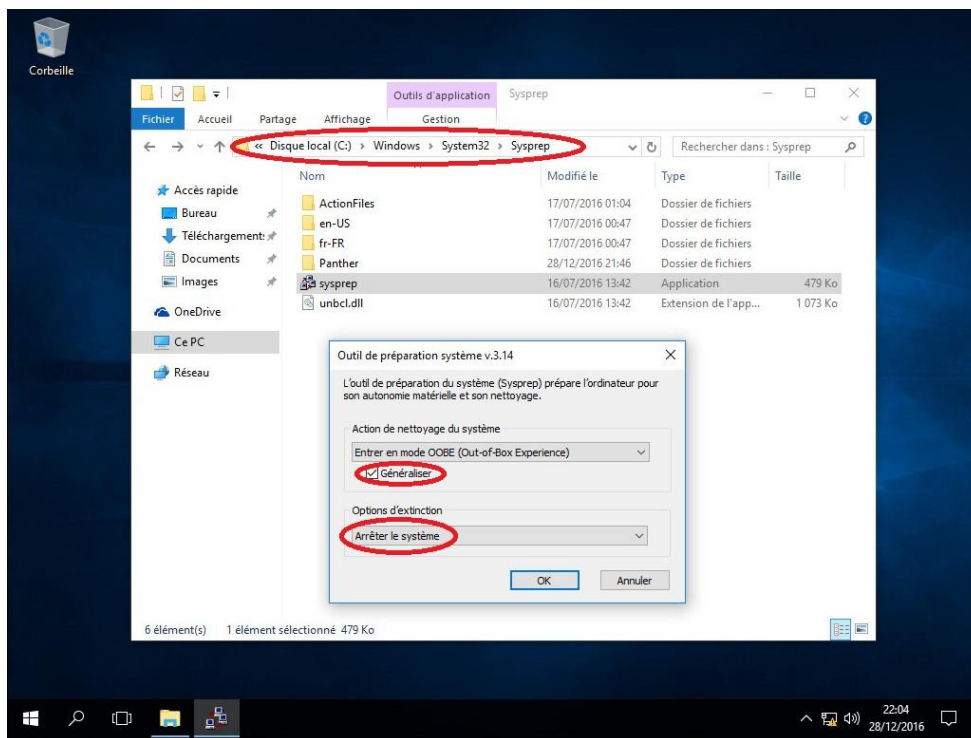 Corbeille
Outils d'application Sysprep
Fichier Accueil Partage Affichage Gestion
« Disque local (C:) › Windows › System32 › Sysprep
Rechercher dans : Sysprep
Nom Modifié le Type Taille
Accès rapide
Bureau
Téléchargements
Documents
Images
OneDrive
Ce PC
Réseau
ActionFiles 17/07/2016 01:04 Dossier de fichiers
en-US 17/07/2016 00:47 Dossier de fichiers
fr-FR 17/07/2016 00:47 Dossier de fichiers
Panther 28/12/2016 21:46 Dossier de fichiers
sysprep 16/07/2016 13:42 Application 479 Ko
unbcl.dll 16/07/2016 13:42 Extension de l'app... 1 073 Ko
Outil de préparation système v.3.14
L'outil de préparation du système (Sysprep) prépare l'ordinateur pour
son autonomie matérielle et son nettoyage.
Action de nettoyage du système
Entrer en mode OOBE (Out-of-Box Experience)
Généraliser
Options d'extinction
Arrêter le système
OK Annuler
6 élément(s) 1 élément sélectionné 479 Ko
22:04
28/12/2016